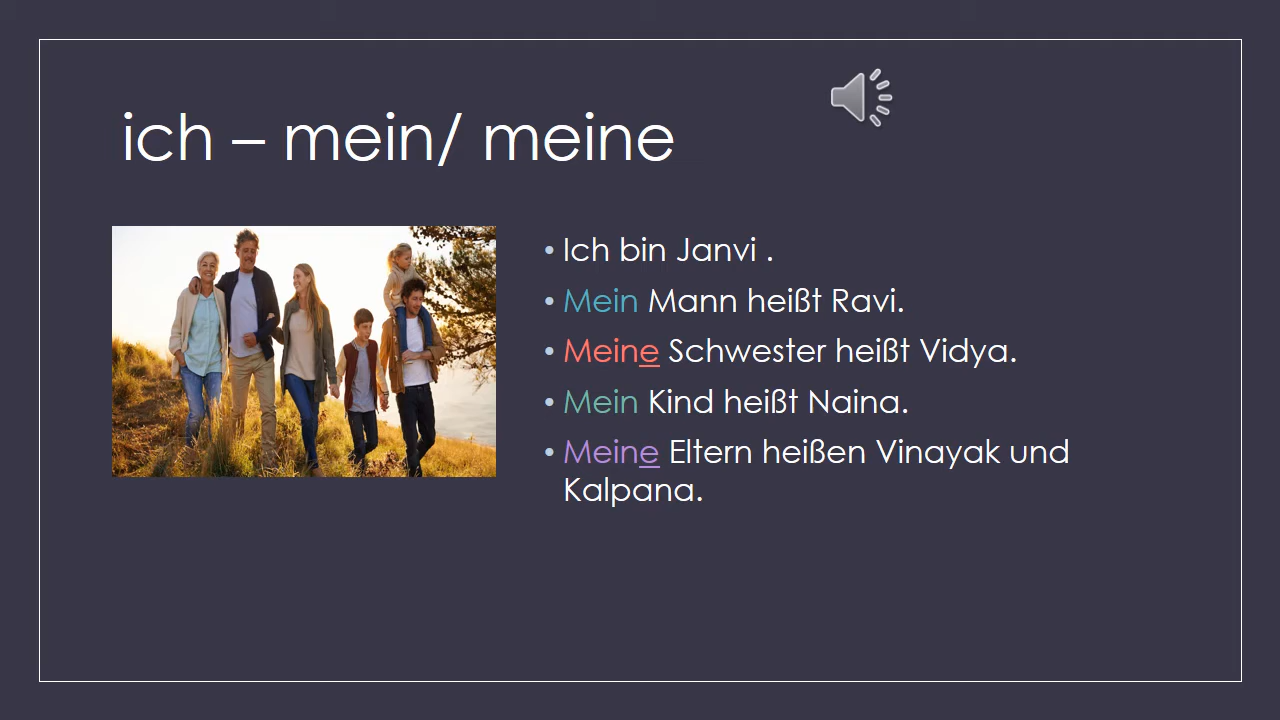 ich – mein/ meine
• Ich bin Janvi .
• Mein Mann heißt Ravi.
• Meine Schwester heißt Vidya.
• Mein Kind heißt Naina.
• Meine Eltern heißen Vinayak und
Kalpana.